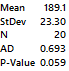 Mean 189.1
StDev 23.30
N 20
AD 0.693
P-Value 0.059